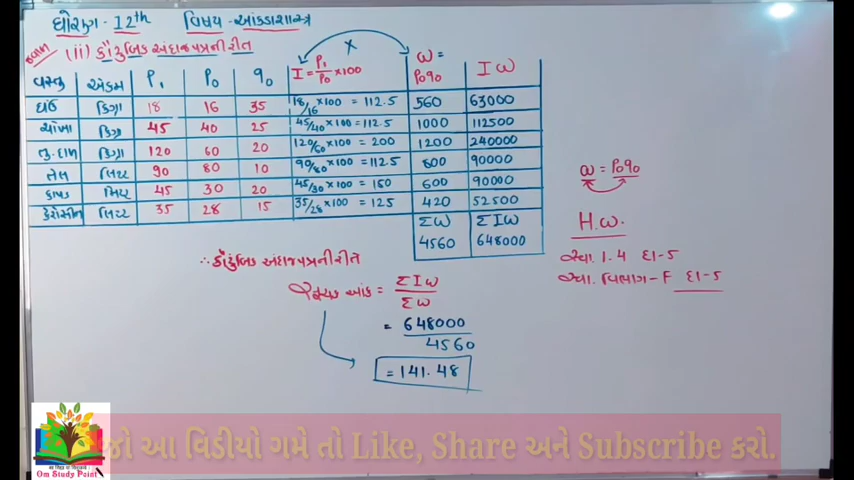 ધોરણ - 12th વિષય - આંકડાશાસ્ત્ર
(ii) કૌટુંબિક અંદાજપત્રની રીત
જવાબ
વસ્તુ એકમ P₁ P₀ q₀ I = P₁/P₀ × 100 ω = P₀q₀ Iω
ઘઉં કિગ્રા 18 16 35 18/16 × 100 = 112.5 560 63000
ચોખા કિગ્રા 45 40 25 45/40 × 100 = 112.5 1000 112500
તુ.દાળ કિગ્રા 120 60 20 120/60 × 100 = 200 1200 240000
તેલ લિટર 90 80 10 90/80 × 100 = 112.5 800 90000
કાપડ મિટર 45 30 20 45/30 × 100 = 150 600 90000
કેરોસીન લિટર 35 28 15 35/28 × 100 = 125 420 52500
Σω ΣIω
4560 648000
x
∴ કૌટુંબિક અંદાજપત્રની રીતે
સૂચક આંક = ΣIω / Σω
= 648000 / 4560
= 141.48
ω = P₀q₀
H.W.
સ્વા. 1.4 દા-5
સ્વા. વિભાગ-F દા-5
Om Study Point
જો આ વિડીયો ગમે તો Like, Share અને Subscribe કરો.